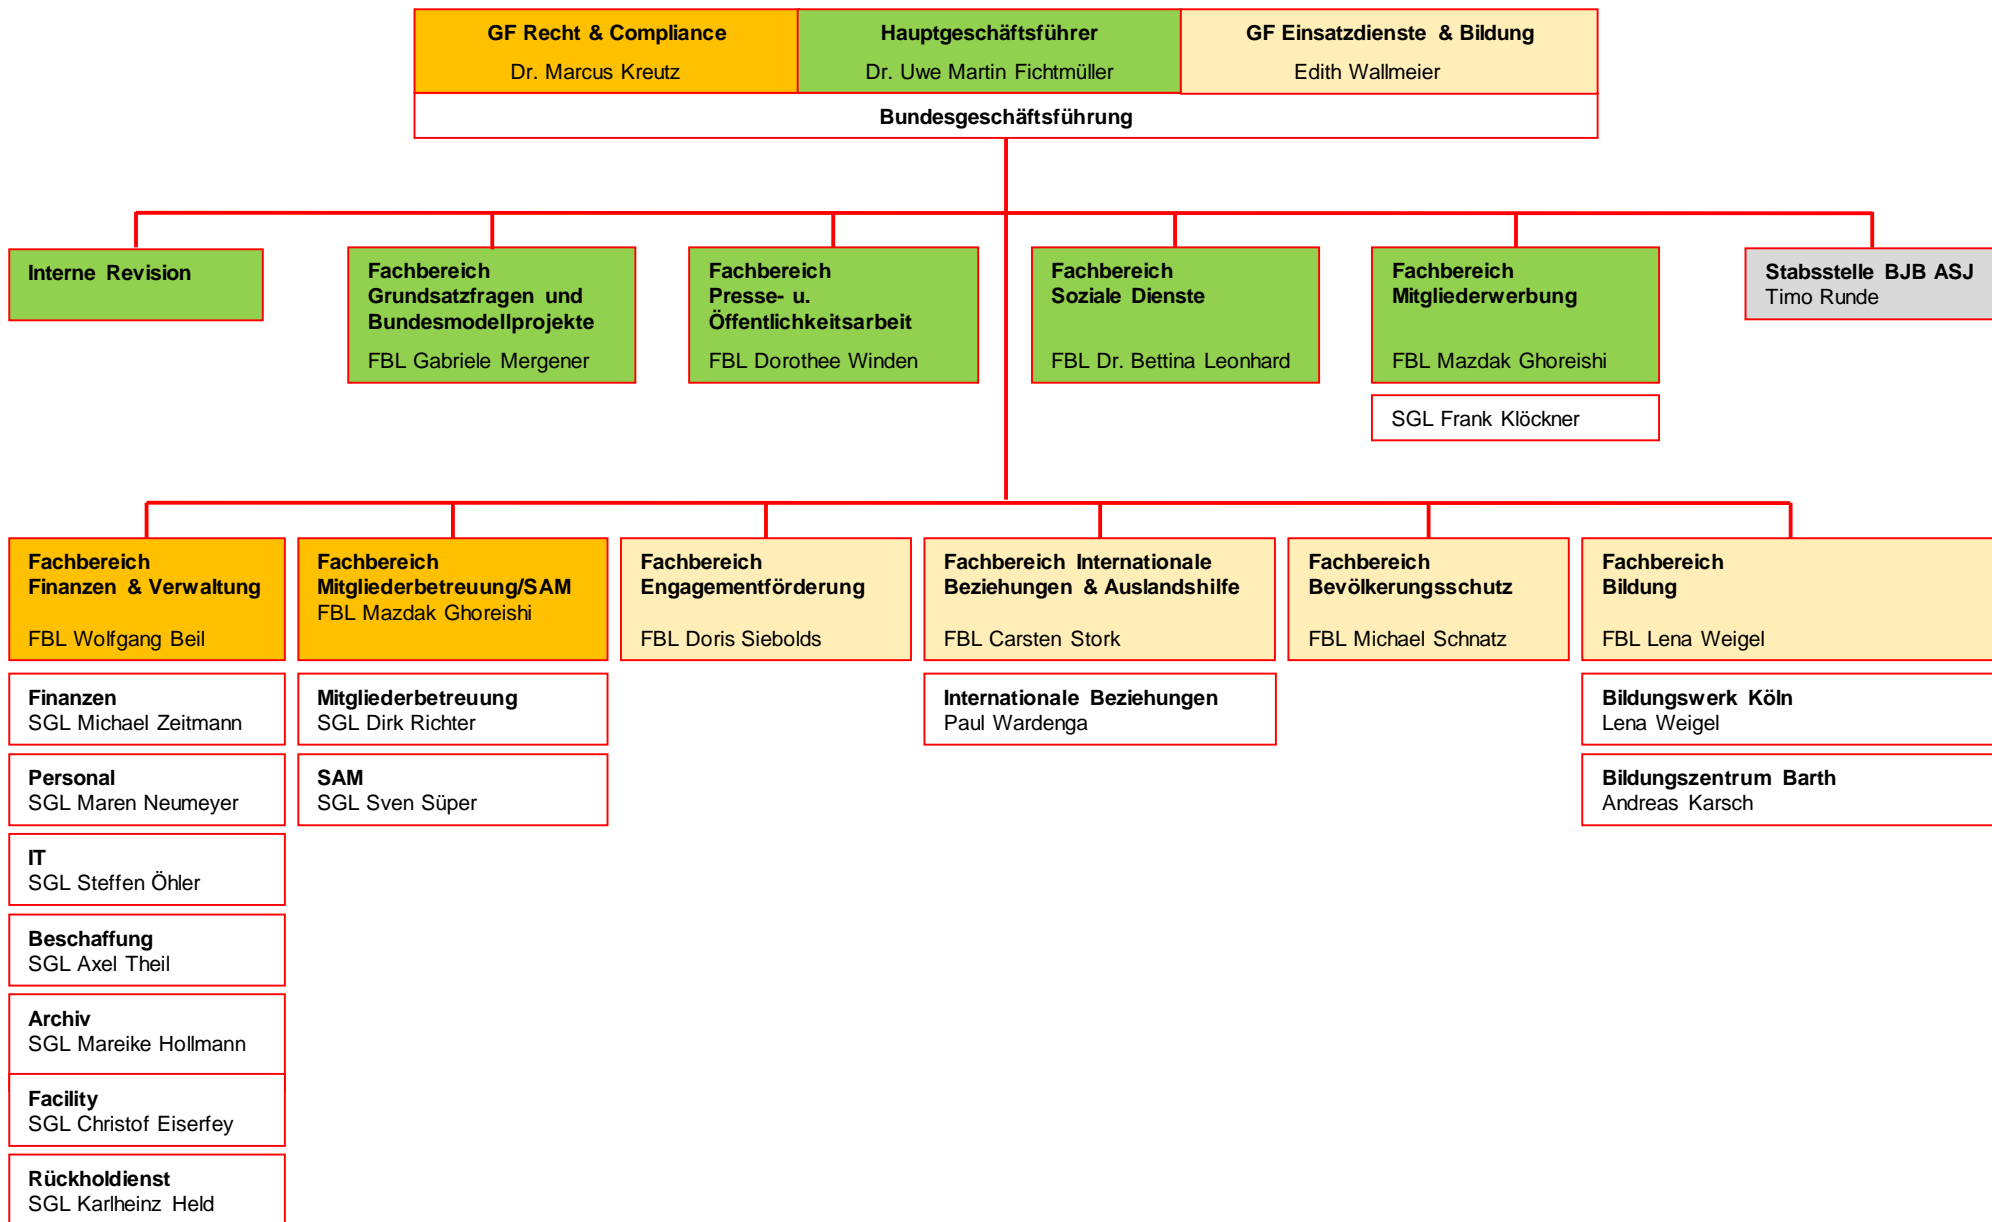 GF Recht & Compliance
Dr. Marcus Kreutz
Hauptgeschäftsführer
Dr. Uwe Martin Fichtmüller
GF Einsatzdienste & Bildung
Edith Wallmeier
Bundesgeschäftsführung
Interne Revision
Fachbereich
Grundsatzfragen und
Bundesmodellprojekte
FBL Gabriele Mergener
Fachbereich
Presse- u.
Öffentlichkeitsarbeit
FBL Dorothee Winden
Fachbereich
Soziale Dienste
FBL Dr. Bettina Leonhard
Fachbereich
Mitgliederwerbung
FBL Mazdak Ghoreishi
SGL Frank Klöckner
Stabsstelle BJB ASJ
Timo Runde
Fachbereich
Finanzen & Verwaltung
FBL Wolfgang Beil
Finanzen
SGL Michael Zeitmann
Personal
SGL Maren Neumeyer
IT
SGL Steffen Öhler
Beschaffung
SGL Axel Theil
Archiv
SGL Mareike Hollmann
Facility
SGL Christof Eiserfey
Rückholdienst
SGL Karlheinz Held
Fachbereich
Mitgliederbetreuung/SAM
FBL Mazdak Ghoreishi
Mitgliederbetreuung
SGL Dirk Richter
SAM
SGL Sven Süper
Fachbereich
Engagementförderung
FBL Doris Siebolds
Fachbereich Internationale
Beziehungen & Auslandshilfe
FBL Carsten Stork
Internationale Beziehungen
Paul Wardenga
Fachbereich
Bevölkerungsschutz
FBL Michael Schnatz
Fachbereich
Bildung
FBL Lena Weigel
Bildungswerk Köln
Lena Weigel
Bildungszentrum Barth
Andreas Karsch